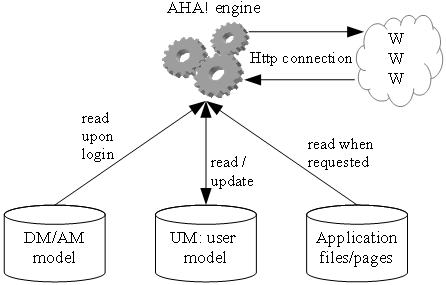 AHA! engine
Http connection
W
W
W
read
upon
login
read /
update
read when
requested
DM/AM
model
UM: user
model
Application
files/pages